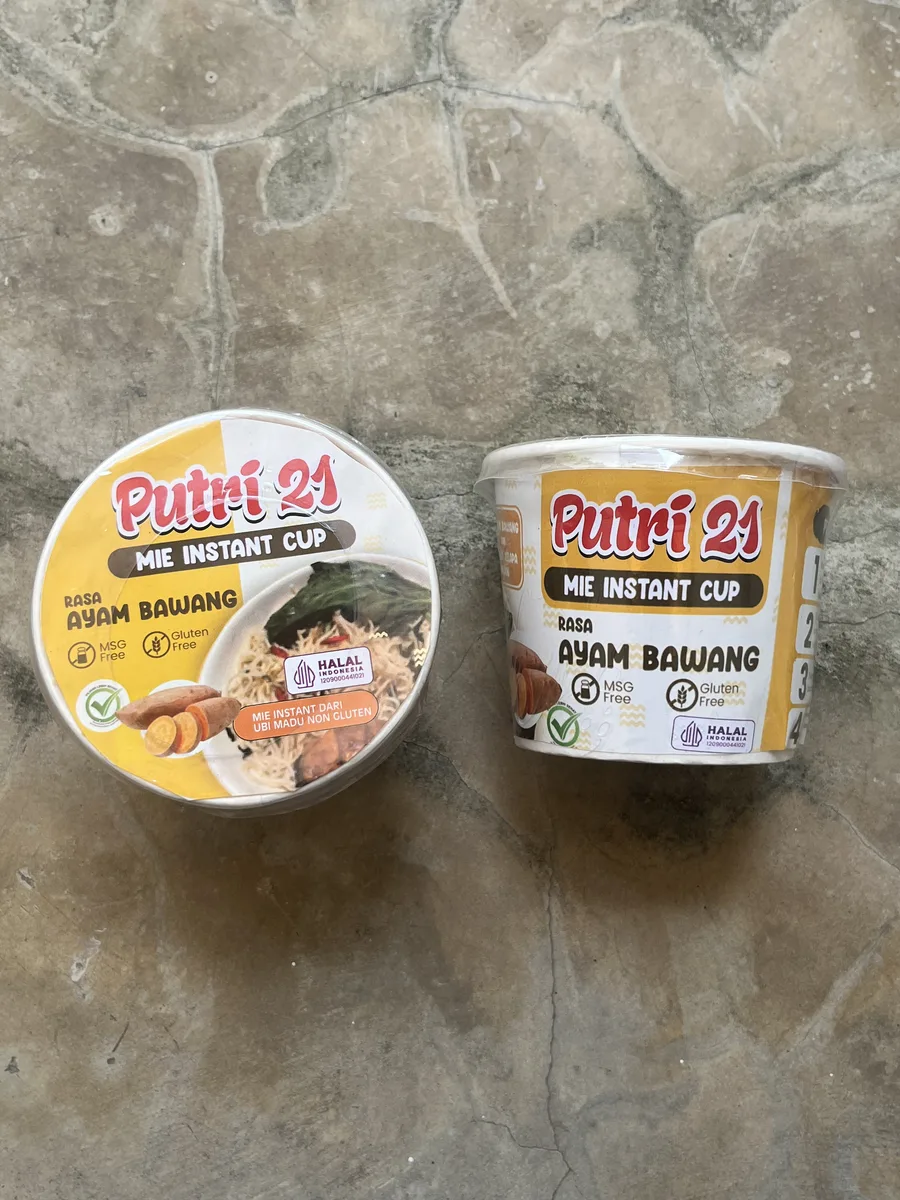 Putri 21
MIE INSTANT CUP
RASA
AYAM BAWANG
MSG
Free
Gluten
Free
HALAL
INDONESIA
MIE INSTANT DARI
UBI MADU NON GLUTEN
Putri 21
MIE INSTANT CUP
RASA
AYAM BAWANG
MSG
Free
Gluten
Free
HALAL
INDONESIA
1
2
3
4